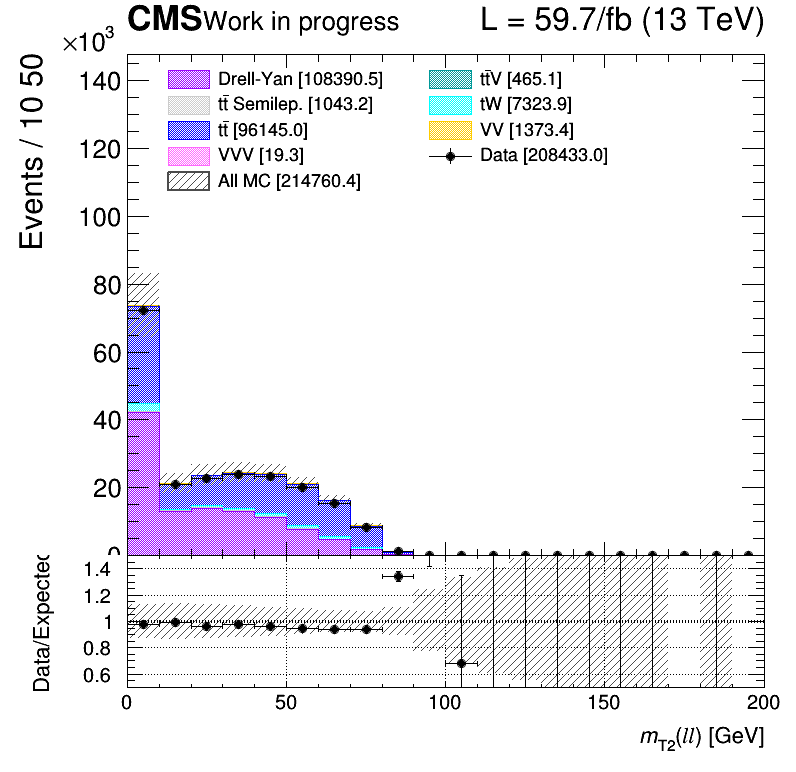 CMS Work in progress L = 59.7/fb (13 TeV)
×10³
Events / 10 50
140
120
100
80
60
40
20
0
Drell-Yan [108390.5]
tt̄ Semilep. [1043.2]
tt̄ [96145.0]
VVV [19.3]
All MC [214760.4]
tt̄V [465.1]
tW [7323.9]
VV [1373.4]
Data [208433.0]
Data/Expected
1.4
1.2
1
0.8
0.6
0 50 100 150 200
m_T2(ll) [GeV]